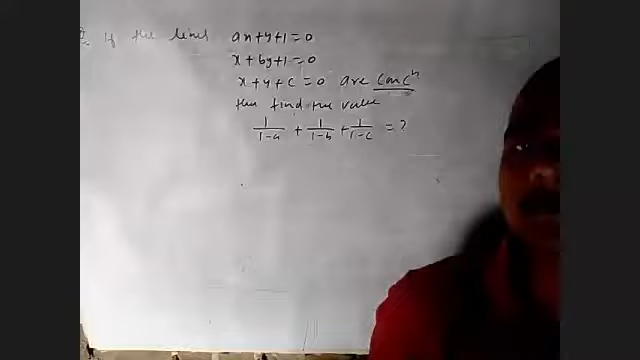 Q. If the lines ax+y+1=0
x+by+1=0
x+y+c=0 are concⁿ
then find the value
1/(1-a) + 1/(1-b) + 1/(1-c) = ?